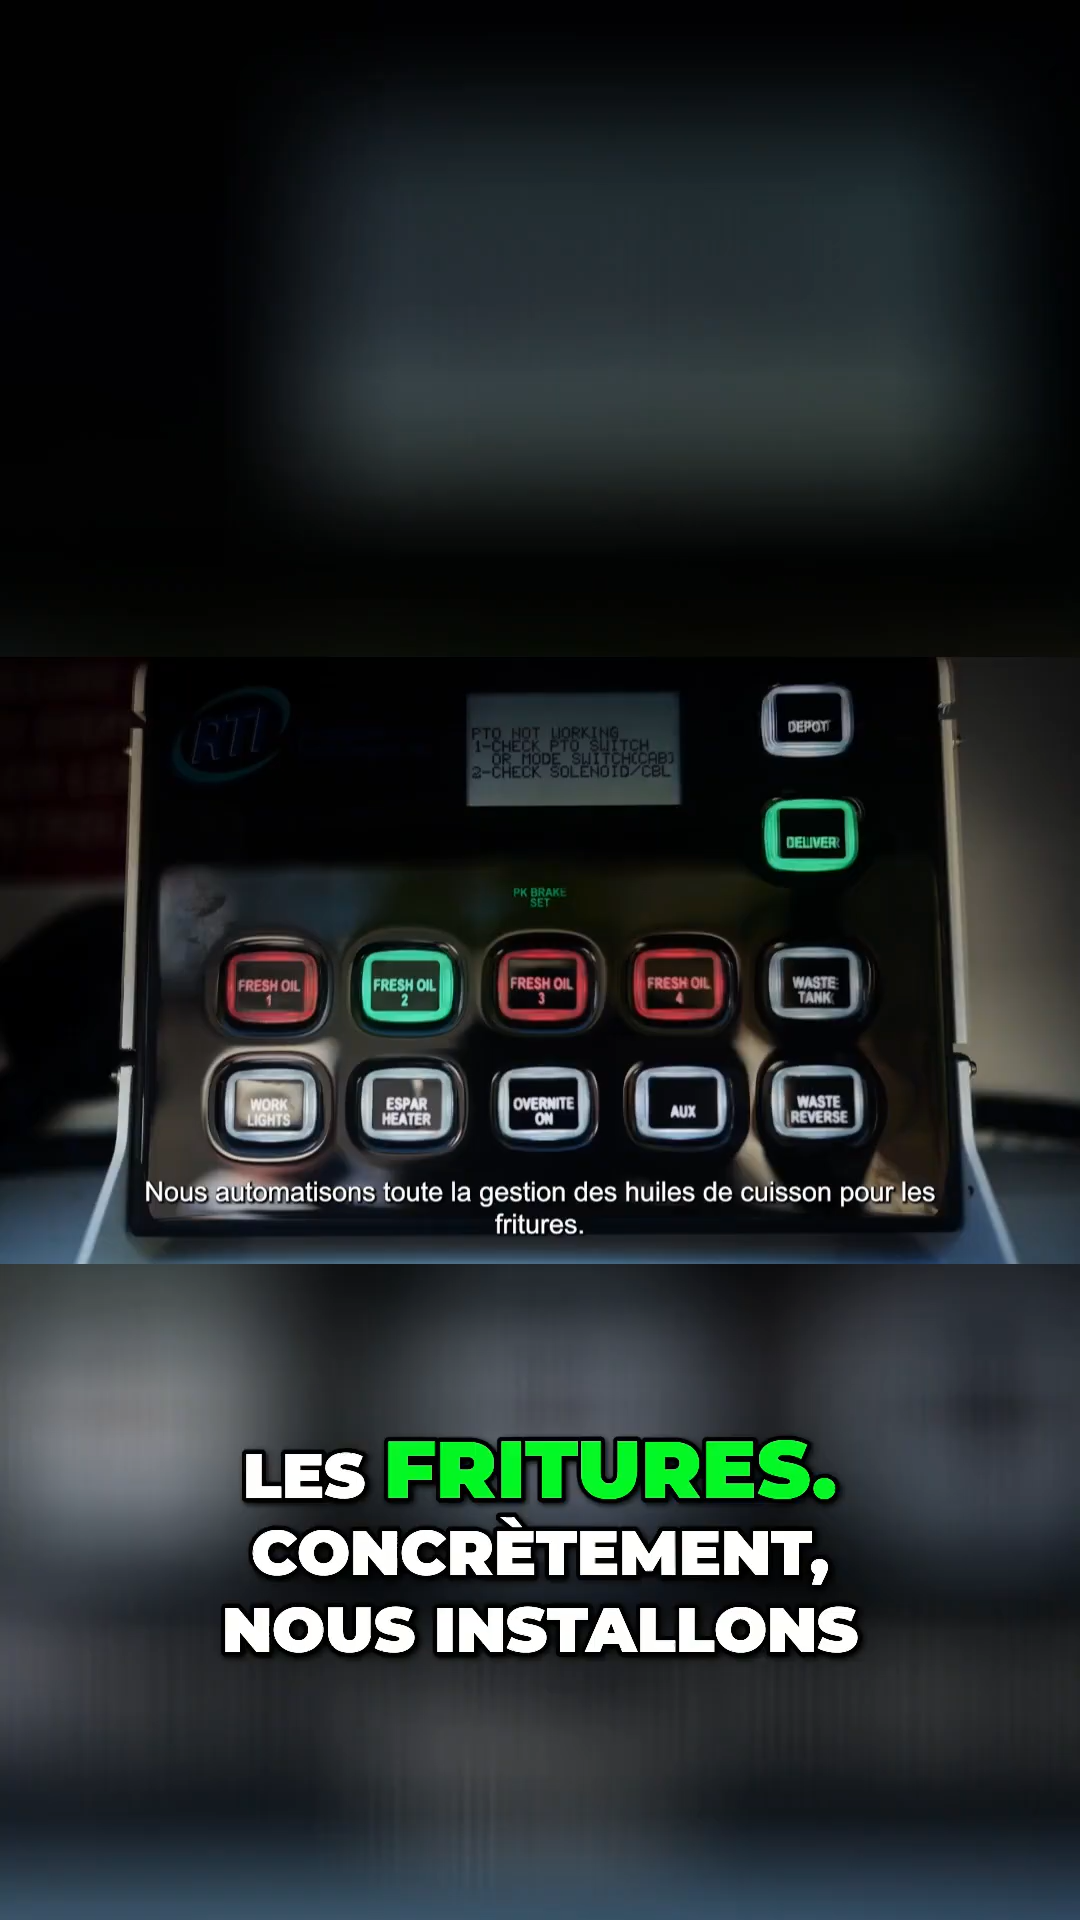 RTI
PTO NOT WORKING
1-CHECK PTO SWITCH
OR MODE SWITCH(CAB)
2-CHECK SOLENOID/CBL
DEPOT
DELIVER
PK BRAKE
SET
FRESH OIL
1
FRESH OIL
2
FRESH OIL
3
FRESH OIL
4
WASTE
TANK
WORK
LIGHTS
ESPAR
HEATER
OVERNITE
ON
AUX
WASTE
REVERSE
Nous automatisons toute la gestion des huiles de cuisson pour les
fritures.
LES FRITURES.
CONCRÈTEMENT,
NOUS INSTALLONS